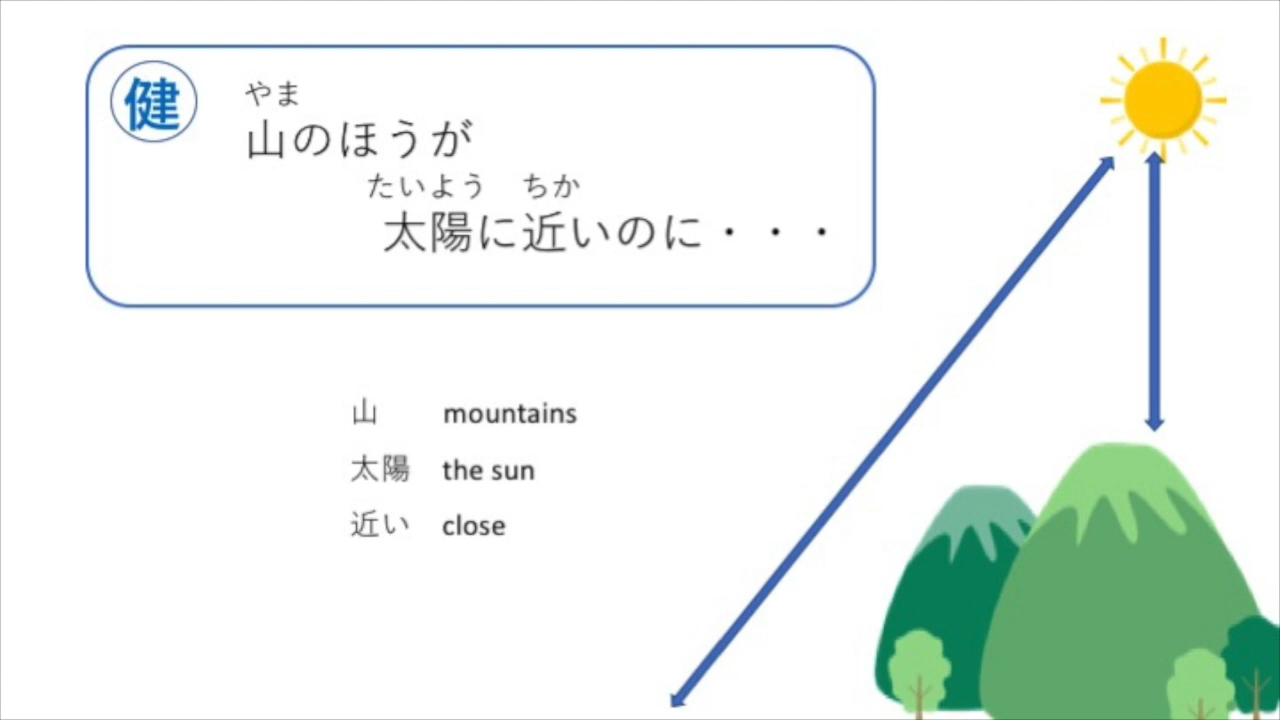 健
やま
山のほうが
たいよう ちか
太陽に近いのに・・・
山 mountains
太陽 the sun
近い close